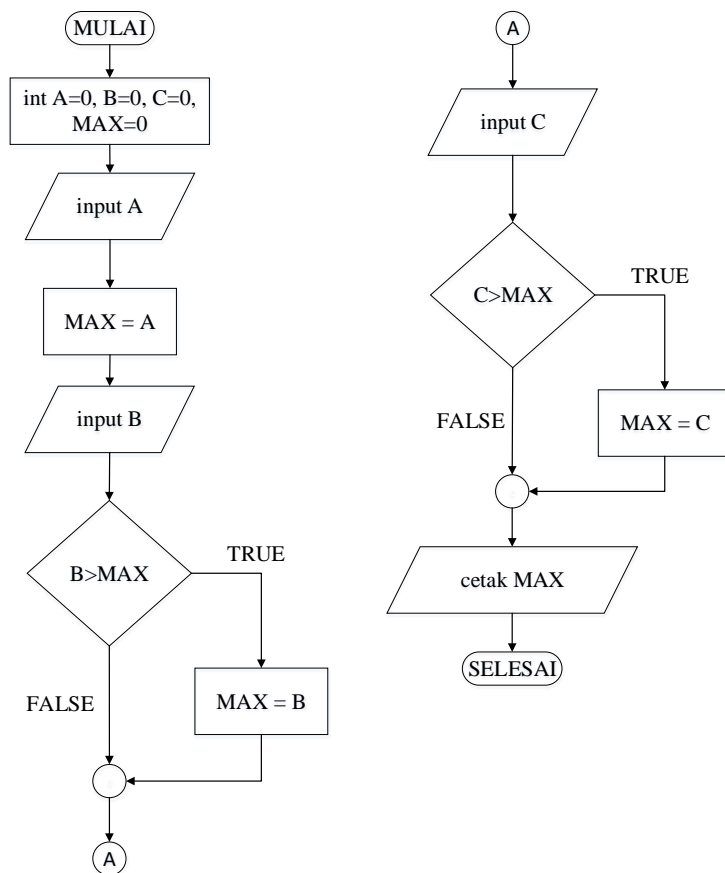 MULAI
int A=0, B=0, C=0,
MAX=0
input A
MAX = A
input B
B>MAX
TRUE
FALSE
MAX = B
A
A
input C
C>MAX
TRUE
FALSE
MAX = C
cetak MAX
SELESAI